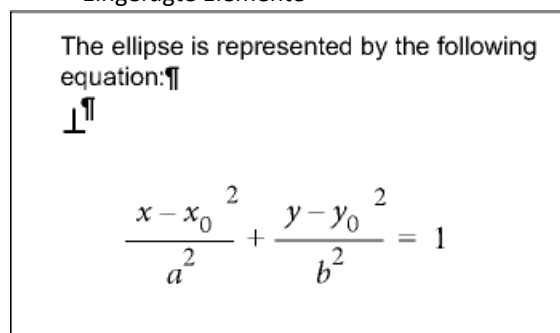 Eingefügte Elemente
The ellipse is represented by the following
equation:¶
⊥¶
x – x₀ ² / a² + y – y₀ ² / b² = 1